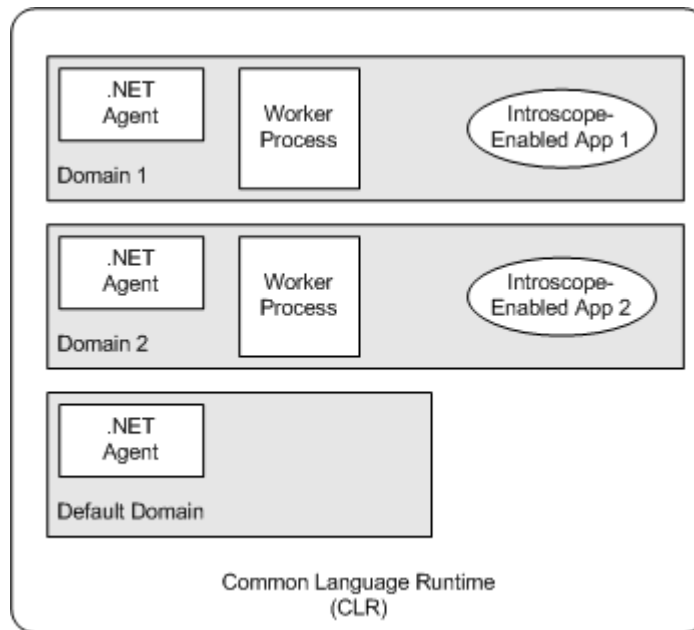 .NET
Agent
Worker
Process
Introscope-
Enabled App 1
Domain 1
.NET
Agent
Worker
Process
Introscope-
Enabled App 2
Domain 2
.NET
Agent
Default Domain
Common Language Runtime
(CLR)